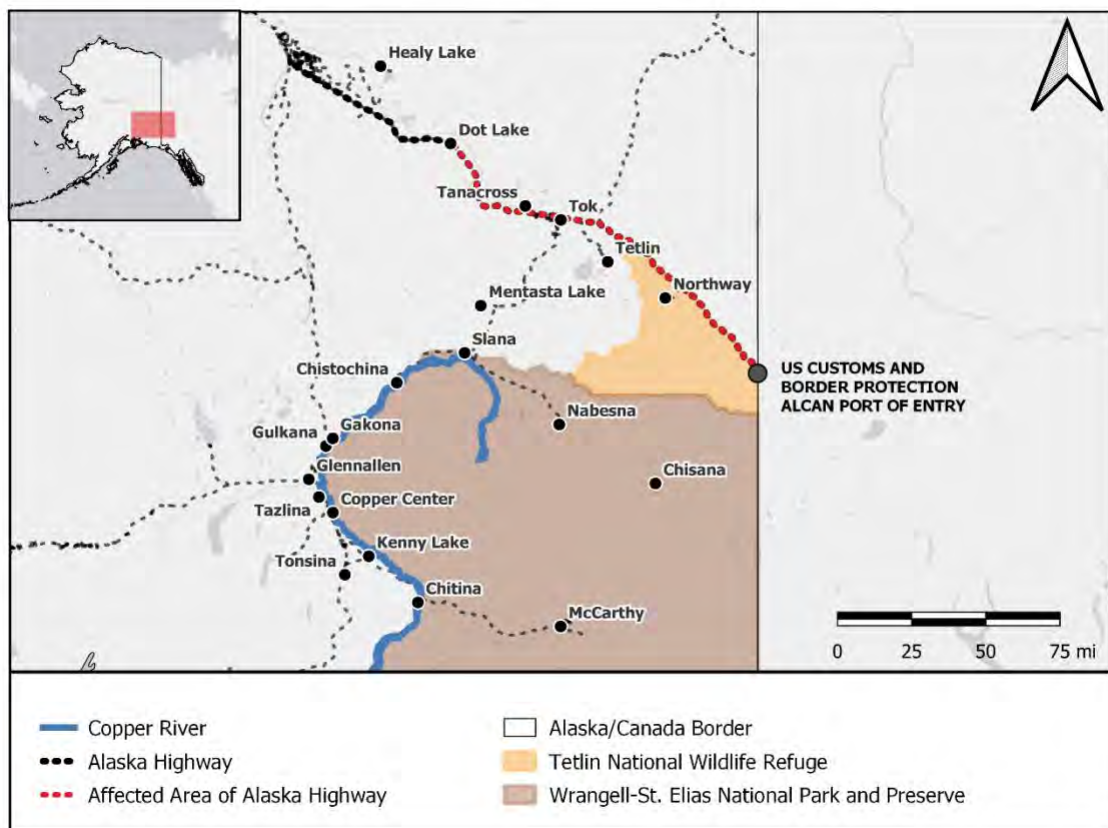 Healy Lake
Dot Lake
Tanacross
Tok
Tetlin
Northway
Mentasta Lake
Slana
US CUSTOMS AND
BORDER PROTECTION
ALCAN PORT OF ENTRY
Chistochina
Nabesna
Gakona
Gulkana
Glennallen
Chisana
Tazlina
Copper Center
Kenny Lake
Tonsina
Chitina
McCarthy
0 25 50 75 mi
Copper River
Alaska Highway
Affected Area of Alaska Highway
Alaska/Canada Border
Tetlin National Wildlife Refuge
Wrangell-St. Elias National Park and Preserve